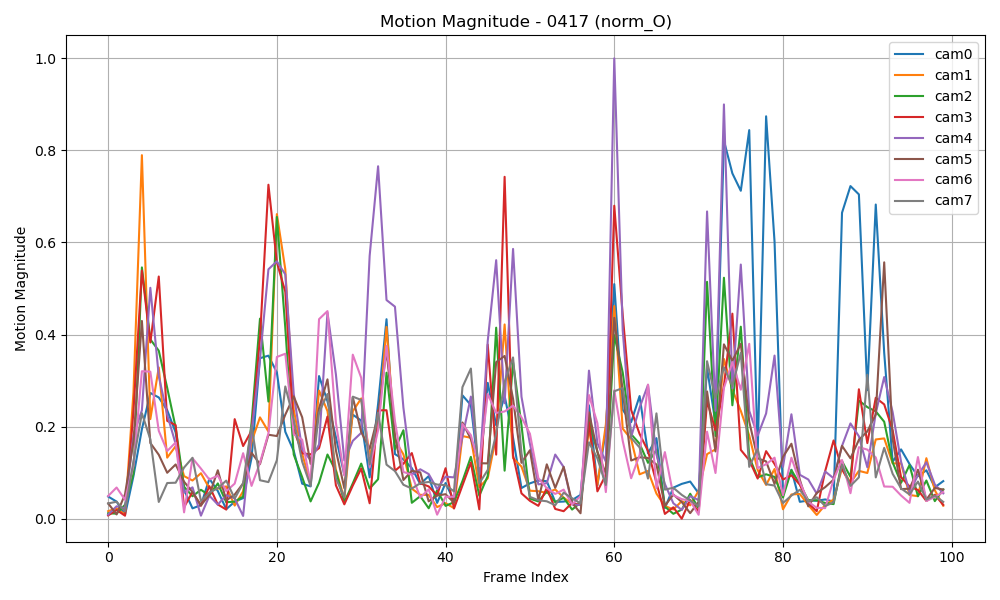 Motion Magnitude - 0417 (norm_O)
Motion Magnitude
1.0
0.8
0.6
0.4
0.2
0.0
0
20
40
60
80
100
Frame Index
cam0
cam1
cam2
cam3
cam4
cam5
cam6
cam7